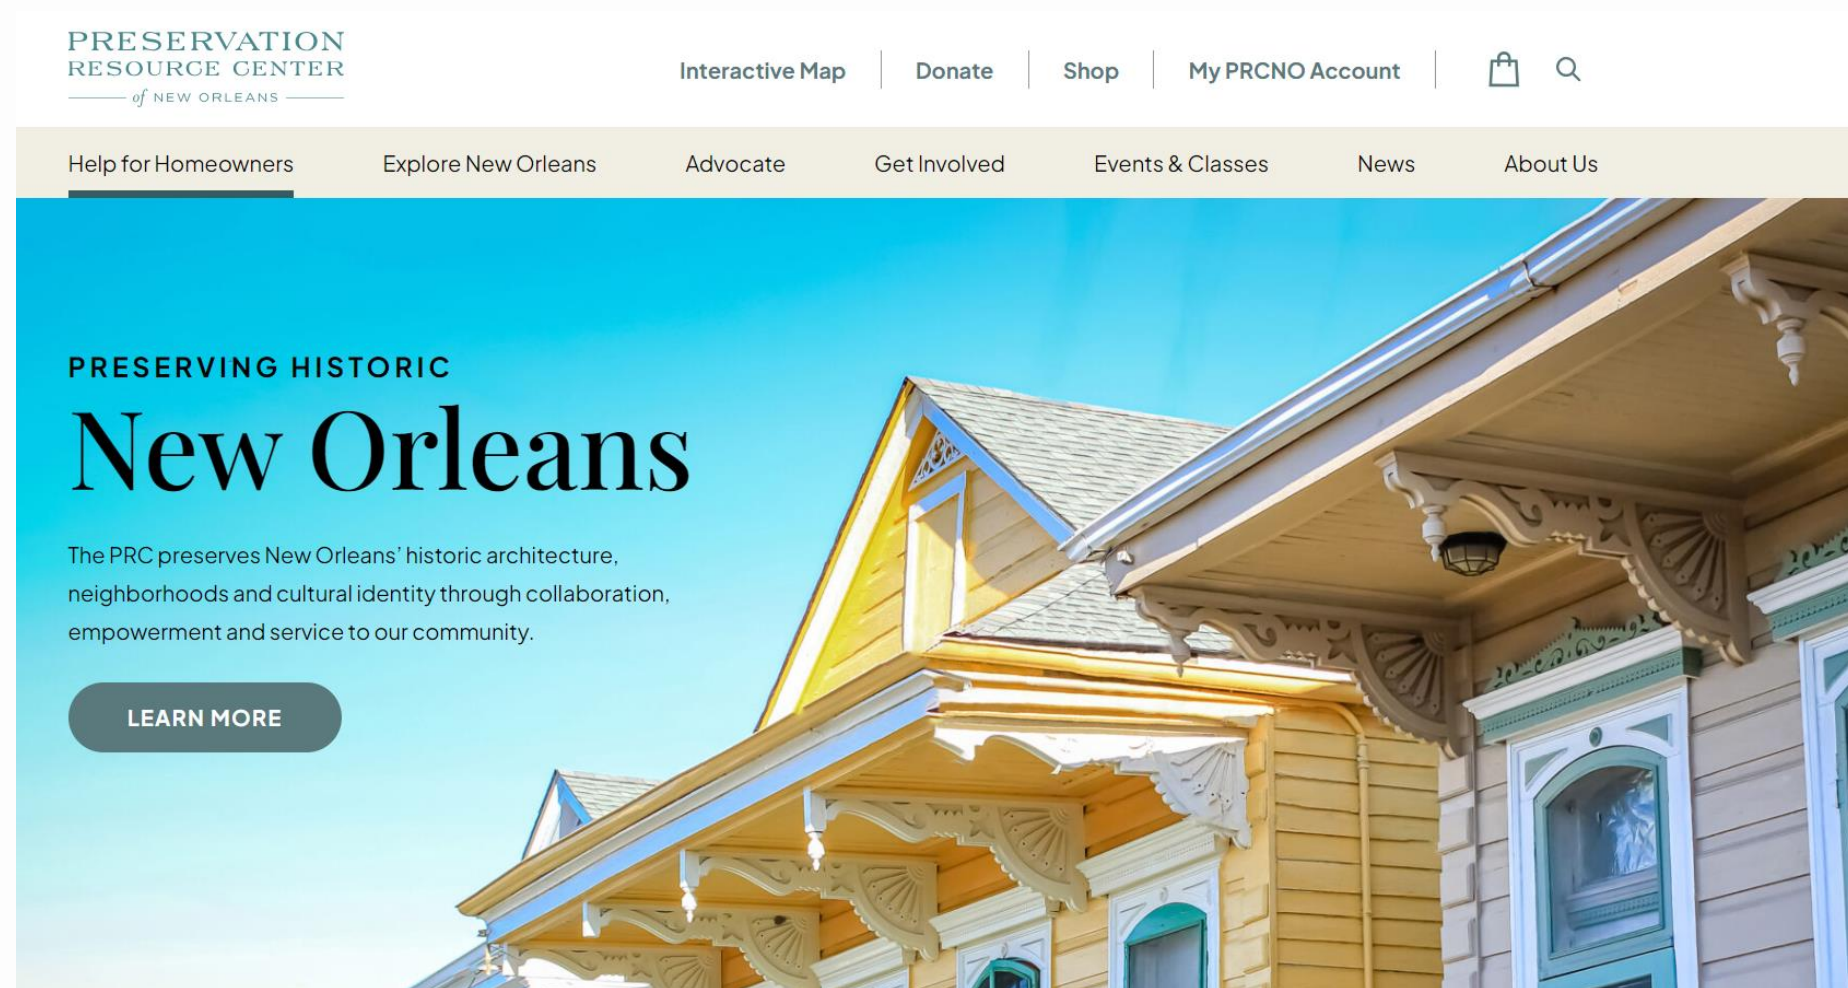 PRESERVATION
RESOURCE CENTER
of NEW ORLEANS
Interactive Map
Donate
Shop
My PRCNO Account
Help for Homeowners
Explore New Orleans
Advocate
Get Involved
Events & Classes
News
About Us
PRESERVING HISTORIC
New Orleans
The PRC preserves New Orleans’ historic architecture,
neighborhoods and cultural identity through collaboration,
empowerment and service to our community.
LEARN MORE